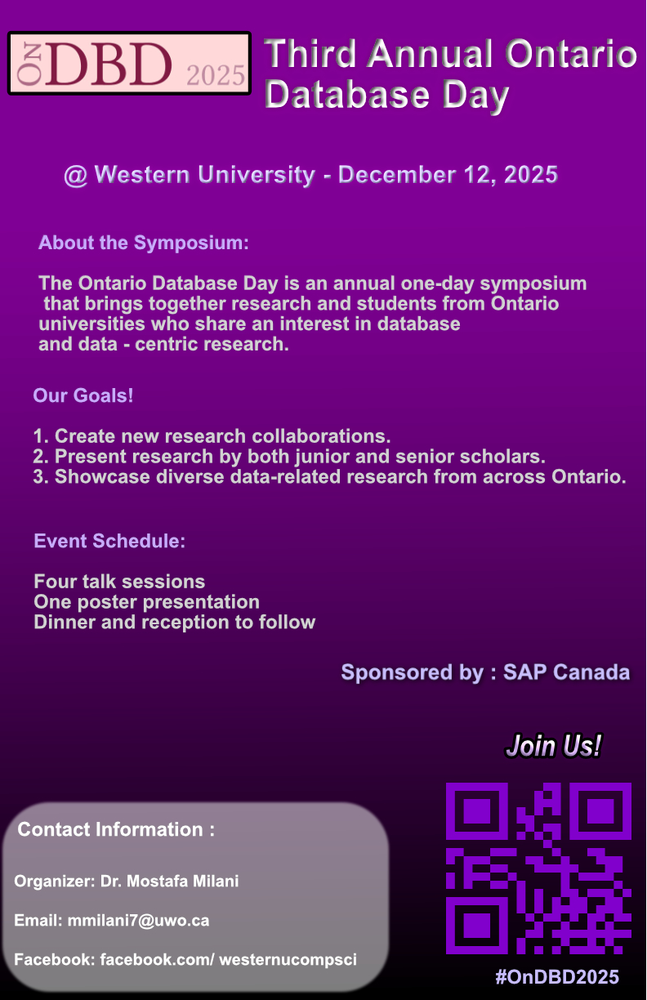 ON DBD 2025
Third Annual Ontario
Database Day
@ Western University - December 12, 2025
About the Symposium:
The Ontario Database Day is an annual one-day symposium
that brings together research and students from Ontario
universities who share an interest in database
and data - centric research.
Our Goals!
1. Create new research collaborations.
2. Present research by both junior and senior scholars.
3. Showcase diverse data-related research from across Ontario.
Event Schedule:
Four talk sessions
One poster presentation
Dinner and reception to follow
Sponsored by : SAP Canada
Join Us!
Contact Information :
Organizer: Dr. Mostafa Milani
Email: mmilani7@uwo.ca
Facebook: facebook.com/ westernucompsci
#OnDBD2025